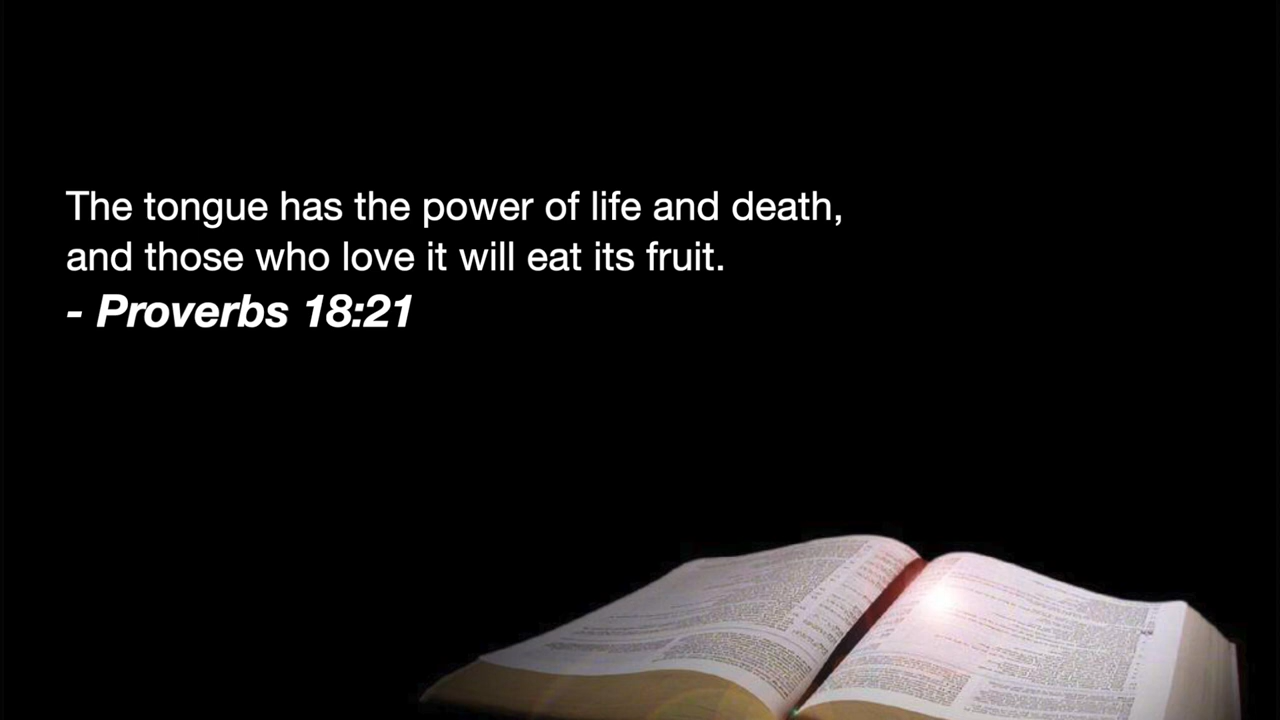 The tongue has the power of life and death,
and those who love it will eat its fruit.
- Proverbs 18:21